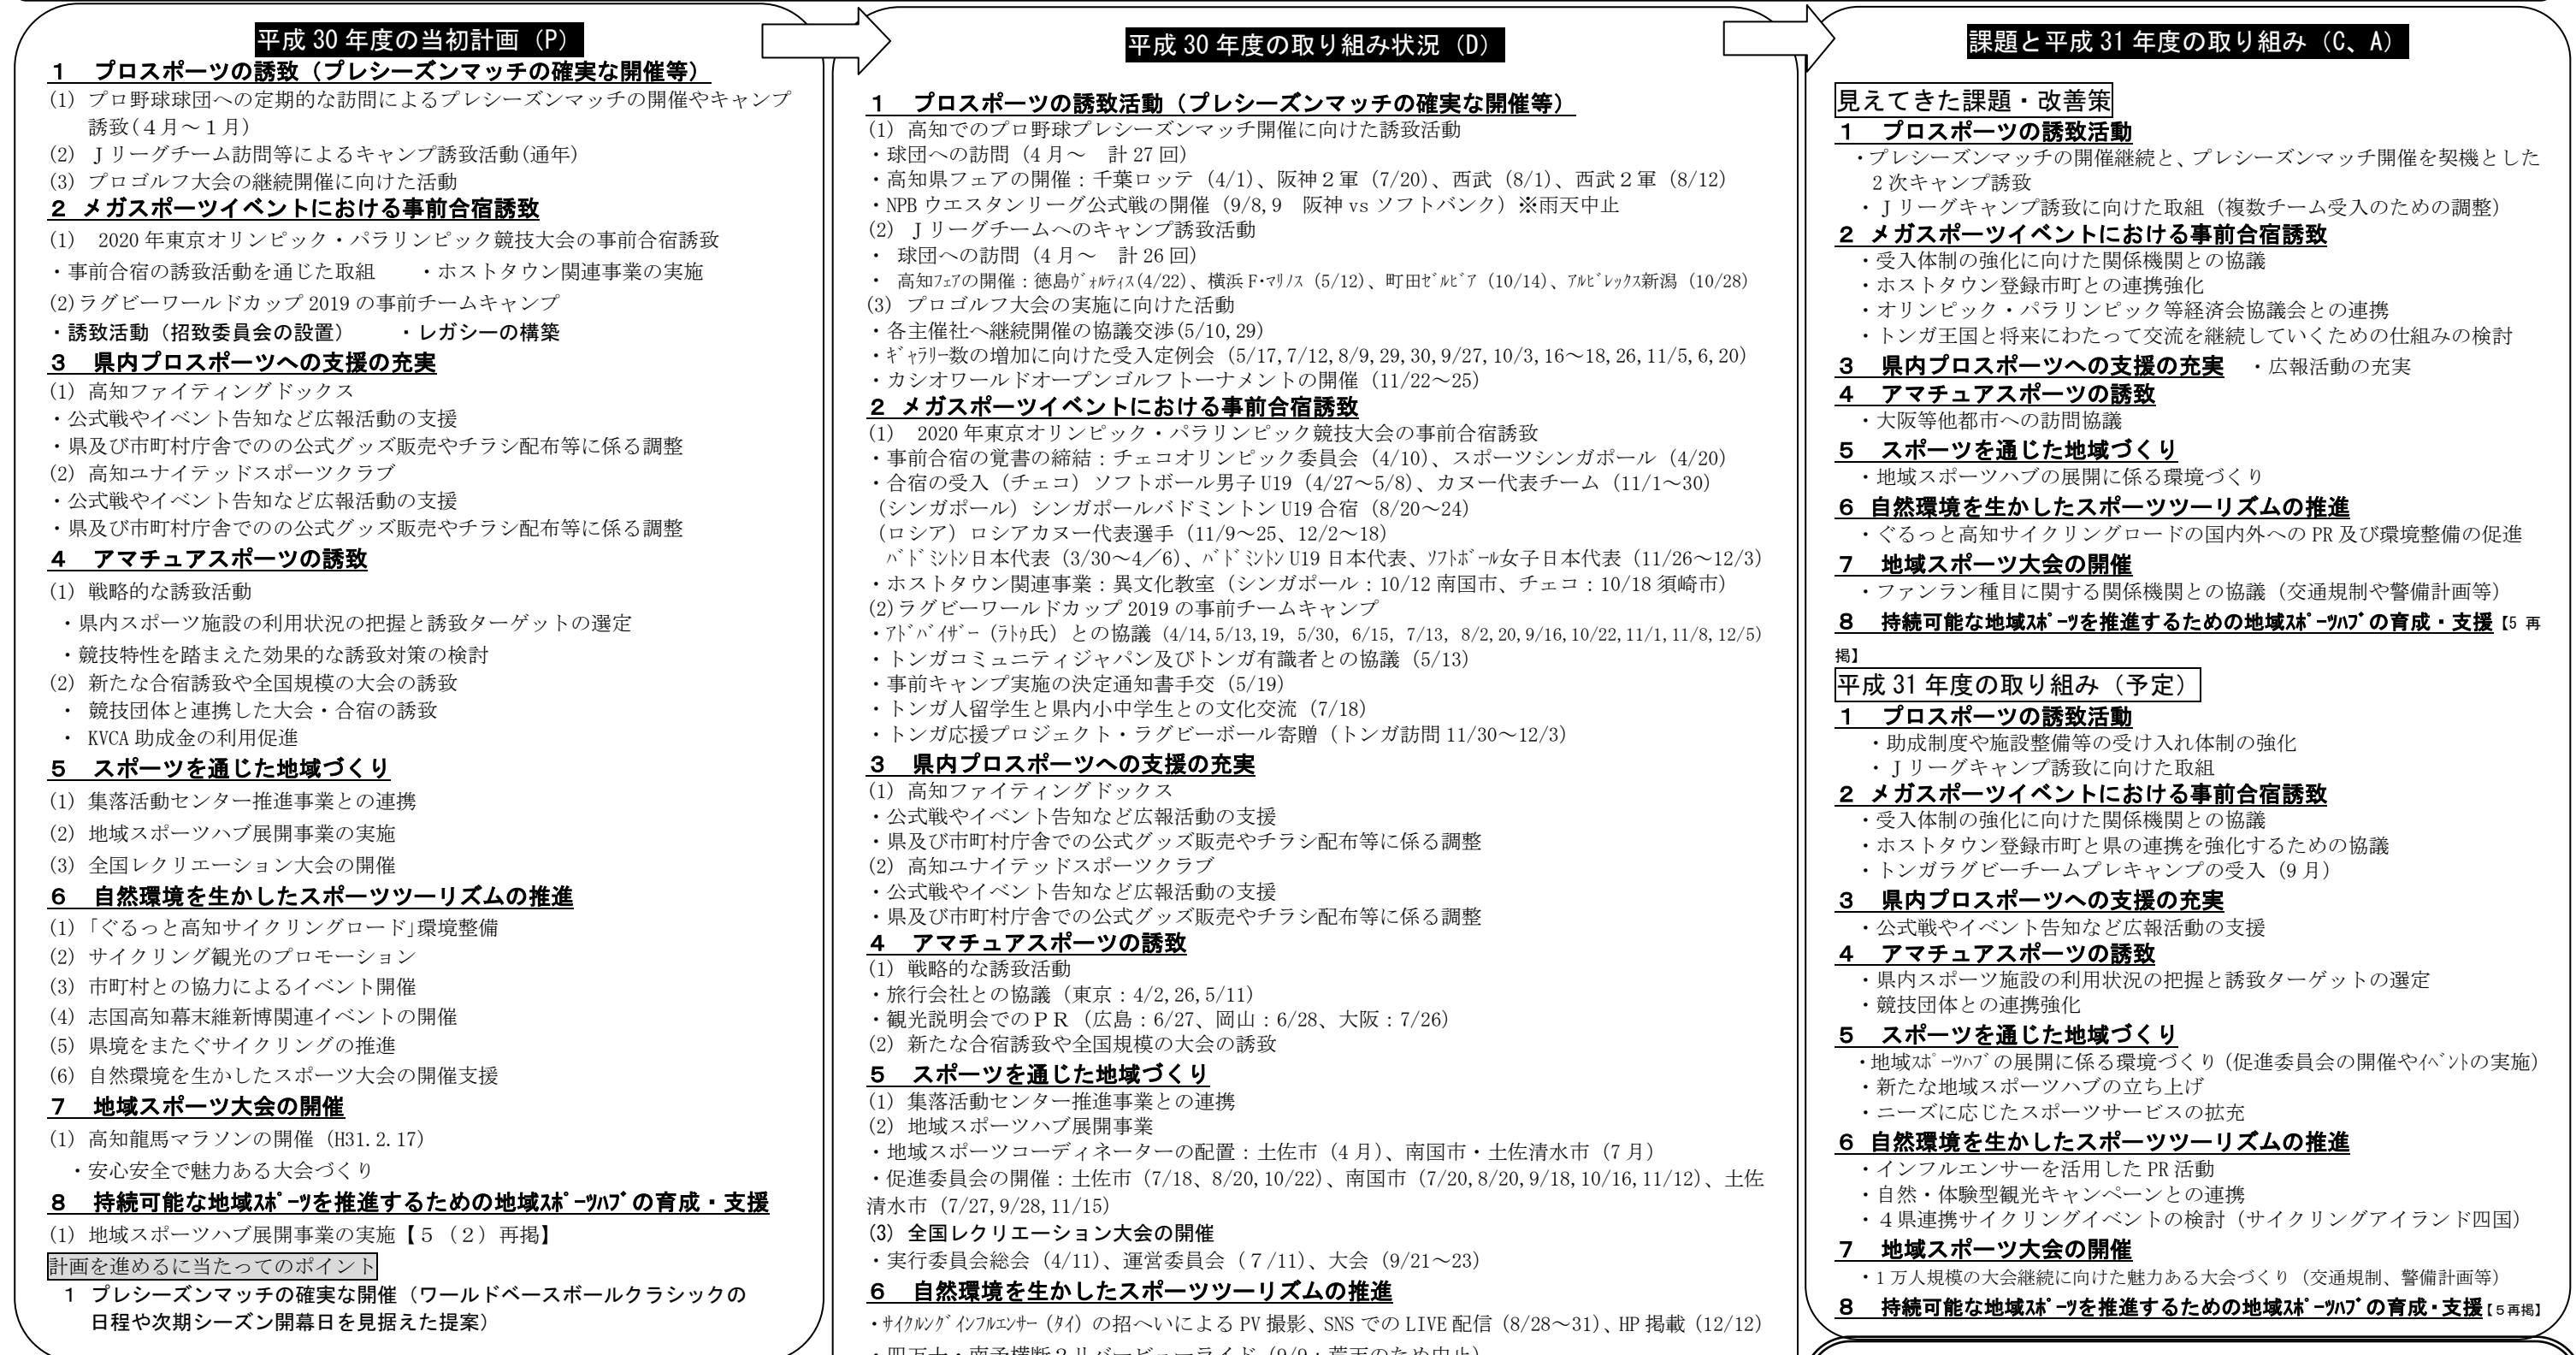 平成 30 年度の当初計画（P）
１　プロスポーツの誘致（プレシーズンマッチの確実な開催等）
(1) プロ野球球団への定期的な訪問によるプレシーズンマッチの開催やキャンプ
誘致(４月～１月)
(2) Ｊリーグチーム訪問等によるキャンプ誘致活動(通年)
(3) プロゴルフ大会の継続開催に向けた活動
２ メガスポーツイベントにおける事前合宿誘致
(1)　2020 年東京オリンピック・パラリンピック競技大会の事前合宿誘致
・事前合宿の誘致活動を通じた取組　　・ホストタウン関連事業の実施
(2)ラグビーワールドカップ 2019 の事前チームキャンプ
・誘致活動（招致委員会の設置）　　・レガシーの構築
３　県内プロスポーツへの支援の充実
(1) 高知ファイティングドックス
・公式戦やイベント告知など広報活動の支援
・県及び市町村庁舎でのの公式グッズ販売やチラシ配布等に係る調整
(2) 高知ユナイテッドスポーツクラブ
・公式戦やイベント告知など広報活動の支援
・県及び市町村庁舎でのの公式グッズ販売やチラシ配布等に係る調整
４　アマチュアスポーツの誘致
(1) 戦略的な誘致活動
・県内スポーツ施設の利用状況の把握と誘致ターゲットの選定
・競技特性を踏まえた効果的な誘致対策の検討
(2) 新たな合宿誘致や全国規模の大会の誘致
・ 競技団体と連携した大会・合宿の誘致
・ KVCA 助成金の利用促進
５　スポーツを通じた地域づくり
(1) 集落活動センター推進事業との連携
(2) 地域スポーツハブ展開事業の実施
(3) 全国レクリエーション大会の開催
６　自然環境を生かしたスポーツツーリズムの推進
(1)「ぐるっと高知サイクリングロード」環境整備
(2) サイクリング観光のプロモーション
(3) 市町村との協力によるイベント開催
(4) 志国高知幕末維新博関連イベントの開催
(5) 県境をまたぐサイクリングの推進
(6) 自然環境を生かしたスポーツ大会の開催支援
７　地域スポーツ大会の開催
(1) 高知龍馬マラソンの開催（H31.2.17）
・安心安全で魅力ある大会づくり
８　持続可能な地域ｽﾎﾟｰﾂを推進するための地域ｽﾎﾟｰﾂﾊﾌﾞの育成・支援
(1) 地域スポーツハブ展開事業の実施【５（２）再掲】
計画を進めるに当たってのポイント
１ プレシーズンマッチの確実な開催（ワールドベースボールクラシックの
日程や次期シーズン開幕日を見据えた提案）
平成 30 年度の取り組み状況（D）
１　プロスポーツの誘致活動（プレシーズンマッチの確実な開催等）
(1) 高知でのプロ野球プレシーズンマッチ開催に向けた誘致活動
・球団への訪問（4 月～　計 27 回）
・高知県フェアの開催：千葉ロッテ（4/1）、阪神２軍（7/20）、西武（8/1）、西武２軍（8/12）
・NPB ウエスタンリーグ公式戦の開催（9/8,9　阪神 vs ソフトバンク）※雨天中止
(2) Ｊリーグチームへのキャンプ誘致活動
・ 球団への訪問（4 月～　計 26 回）
・ 高知ﾌｪｱの開催：徳島ｳﾞｫﾙﾃｨｽ(4/22)、横浜 F･ﾏﾘﾉｽ（5/12）、町田ｾﾞﾙﾋﾞｱ（10/14）、ｱﾙﾋﾞﾚｯｸｽ新潟（10/28）
(3) プロゴルフ大会の実施に向けた活動
・各主催社へ継続開催の協議交渉(5/10,29)
・ｷﾞｬﾗﾘｰ数の増加に向けた受入定例会（5/17,7/12,8/9,29,30,9/27,10/3,16～18,26,11/5,6,20）
・カシオワールドオープンゴルフトーナメントの開催（11/22～25）
２ メガスポーツイベントにおける事前合宿誘致
(1)　2020 年東京オリンピック・パラリンピック競技大会の事前合宿誘致
・事前合宿の覚書の締結：チェコオリンピック委員会（4/10）、スポーツシンガポール（4/20）
・合宿の受入（チェコ）ソフトボール男子 U19（4/27～5/8）、カヌー代表チーム（11/1～30）
（シンガポール）シンガポールバドミントン U19 合宿（8/20～24）
（ロシア）ロシアカヌー代表選手（11/9～25、12/2～18）
ﾊﾞﾄﾞﾐﾝﾄﾝ日本代表（3/30～4／6）、ﾊﾞﾄﾞﾐﾝﾄﾝ U19 日本代表、ｿﾌﾄﾎﾞｰﾙ女子日本代表（11/26～12/3）
・ホストタウン関連事業：異文化教室（シンガポール：10/12 南国市、チェコ：10/18 須崎市）
(2)ラグビーワールドカップ 2019 の事前チームキャンプ
・ｱﾄﾞﾊﾞｲｻﾞｰ（ﾗﾄｩ氏）との協議（4/14,5/13,19, 5/30, 6/15, 7/13, 8/2,20,9/16,10/22,11/1,11/8,12/5）
・トンガコミュニティジャパン及びトンガ有識者との協議（5/13）
・事前キャンプ実施の決定通知書手交（5/19）
・トンガ人留学生と県内小中学生との文化交流（7/18）
・トンガ応援プロジェクト・ラグビーボール寄贈（トンガ訪問 11/30～12/3）
３　県内プロスポーツへの支援の充実
(1) 高知ファイティングドックス
・公式戦やイベント告知など広報活動の支援
・県及び市町村庁舎での公式グッズ販売やチラシ配布等に係る調整
(2) 高知ユナイテッドスポーツクラブ
・公式戦やイベント告知など広報活動の支援
・県及び市町村庁舎での公式グッズ販売やチラシ配布等に係る調整
４　アマチュアスポーツの誘致
(1) 戦略的な誘致活動
・旅行会社との協議（東京：4/2,26,5/11）
・観光説明会でのＰＲ（広島：6/27、岡山：6/28、大阪：7/26）
(2) 新たな合宿誘致や全国規模の大会の誘致
５　スポーツを通じた地域づくり
(1) 集落活動センター推進事業との連携
(2) 地域スポーツハブ展開事業
・地域スポーツコーディネーターの配置：土佐市（4 月）、南国市・土佐清水市（7 月）
・促進委員会の開催：土佐市（7/18、8/20,10/22）、南国市（7/20,8/20,9/18,10/16,11/12）、土佐
清水市（7/27,9/28,11/15）
(3) 全国レクリエーション大会の開催
・実行委員会総会（4/11）、運営委員会（７/11）、大会（9/21～23）
６　自然環境を生かしたスポーツツーリズムの推進
・ｻｲｸﾙﾝｸﾞｲﾝﾌﾙｴﾝｻｰ（ﾀｲ）の招へいによる PV 撮影、SNS での LIVE 配信（8/28～31）、HP 掲載（12/12）
・四万十・南予横断２リバービューライド（9/9：荒天のため中止）
課題と平成 31 年度の取り組み（C、A）
見えてきた課題・改善策
１　プロスポーツの誘致活動
・プレシーズンマッチの開催継続と、プレシーズンマッチ開催を契機とした
２次キャンプ誘致
・Ｊリーグキャンプ誘致に向けた取組（複数チーム受入のための調整）
２ メガスポーツイベントにおける事前合宿誘致
・受入体制の強化に向けた関係機関との協議
・ホストタウン登録市町との連携強化
・オリンピック・パラリンピック等経済会協議会との連携
・トンガ王国と将来にわたって交流を継続していくための仕組みの検討
３　県内プロスポーツへの支援の充実　・広報活動の充実
４　アマチュアスポーツの誘致
・大阪等他都市への訪問協議
５　スポーツを通じた地域づくり
・地域スポーツハブの展開に係る環境づくり
６ 自然環境を生かしたスポーツツーリズムの推進
・ぐるっと高知サイクリングロードの国内外への PR 及び環境整備の促進
７　地域スポーツ大会の開催
・ファンラン種目に関する関係機関との協議（交通規制や警備計画等）
８　持続可能な地域ｽﾎﾟｰﾂを推進するための地域ｽﾎﾟｰﾂﾊﾌﾞの育成・支援【5 再
掲】
平成 31 年度の取り組み（予定）
１　プロスポーツの誘致活動
・助成制度や施設整備等の受け入れ体制の強化
・Ｊリーグキャンプ誘致に向けた取組
２ メガスポーツイベントにおける事前合宿誘致
・受入体制の強化に向けた関係機関との協議
・ホストタウン登録市町と県の連携を強化するための協議
・トンガラグビーチームプレキャンプの受入（9 月）
３　県内プロスポーツへの支援の充実
・公式戦やイベント告知など広報活動の支援
４　アマチュアスポーツの誘致
・県内スポーツ施設の利用状況の把握と誘致ターゲットの選定
・競技団体との連携強化
５　スポーツを通じた地域づくり
・地域ｽﾎﾟｰﾂﾊﾌﾞの展開に係る環境づくり（促進委員会の開催やｲﾍﾞﾝﾄの実施）
・新たな地域スポーツハブの立ち上げ
・ニーズに応じたスポーツサービスの拡充
６ 自然環境を生かしたスポーツツーリズムの推進
・インフルエンサーを活用した PR 活動
・自然・体験型観光キャンペーンとの連携
・４県連携サイクリングイベントの検討（サイクリングアイランド四国）
７　地域スポーツ大会の開催
・1 万人規模の大会継続に向けた魅力ある大会づくり（交通規制、警備計画等）
８　持続可能な地域ｽﾎﾟｰﾂを推進するための地域ｽﾎﾟｰﾂﾊﾌﾞの育成・支援【５再掲】